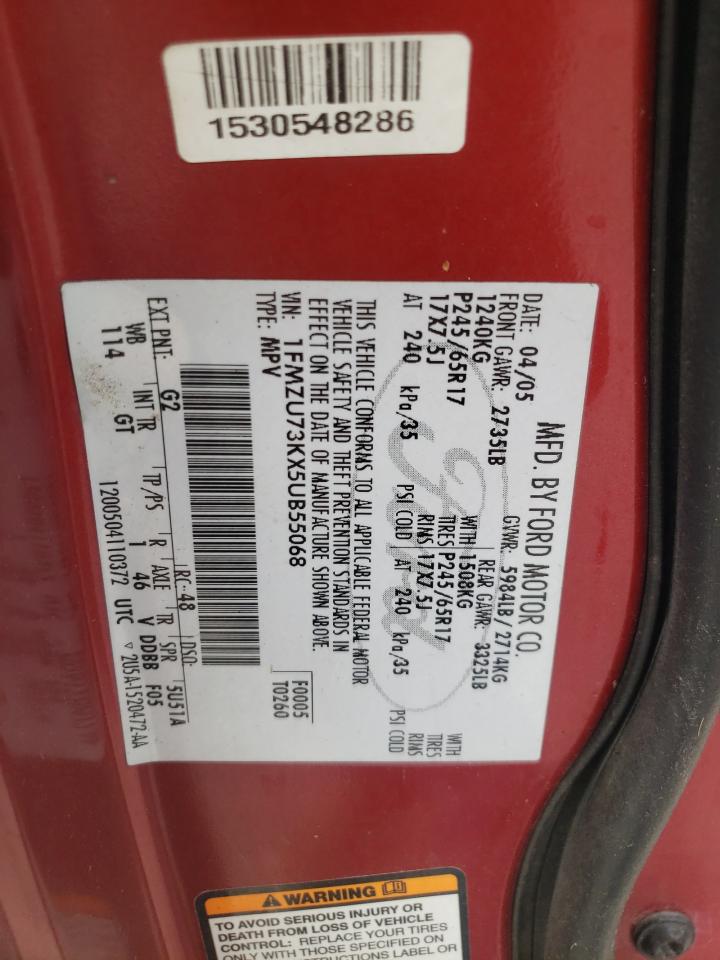 1530548286
MFD. BY FORD MOTOR CO.
DATE: 04/05 GVWR: 5984LB/2714KG
FRONT GAWR: 2735LB REAR GAWR: 3325LB
1240KG WITH 1508KG WITH
P245/65R17 TIRES P245/65R17 TIRES
17X7.5J RIMS 17X7.5J RIMS
AT 240 kPa/35 PSI COLD AT 240 kPa/35 PSI COLD
THIS VEHICLE CONFORMS TO ALL APPLICABLE FEDERAL MOTOR
VEHICLE SAFETY AND THEFT PREVENTION STANDARDS IN
EFFECT ON THE DATE OF MANUFACTURE SHOWN ABOVE.
VIN: 1FMZU73KX5UB55068 F0005
TYPE: MPV T0260
EXT PNT: G2 RC: 48 DSO:
WB INT TR TP/PS R AXLE TR SPR 5U51A
114 GT 1 46 V DDBB F05
1200504110372 UTC ▽ 2U5A-1520472-AA
Ford
WARNING
TO AVOID SERIOUS INJURY OR
DEATH FROM LOSS OF VEHICLE
CONTROL: REPLACE YOUR TIRES
ONLY WITH THOSE SPECIFIED ON
INSTRUCTIONS LABEL OR